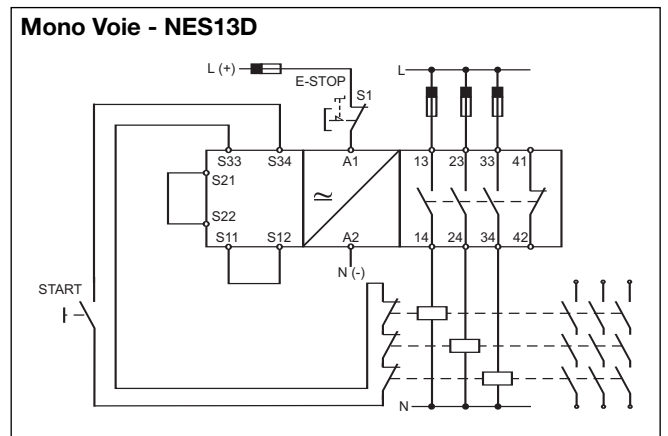 Mono Voie - NES13D
L (+)
E-STOP
S1
L
S33 S34 A1 13 23 33 41
S21
≃
S22
S11 S12 A2 14 24 34 42
N (-)
START
N